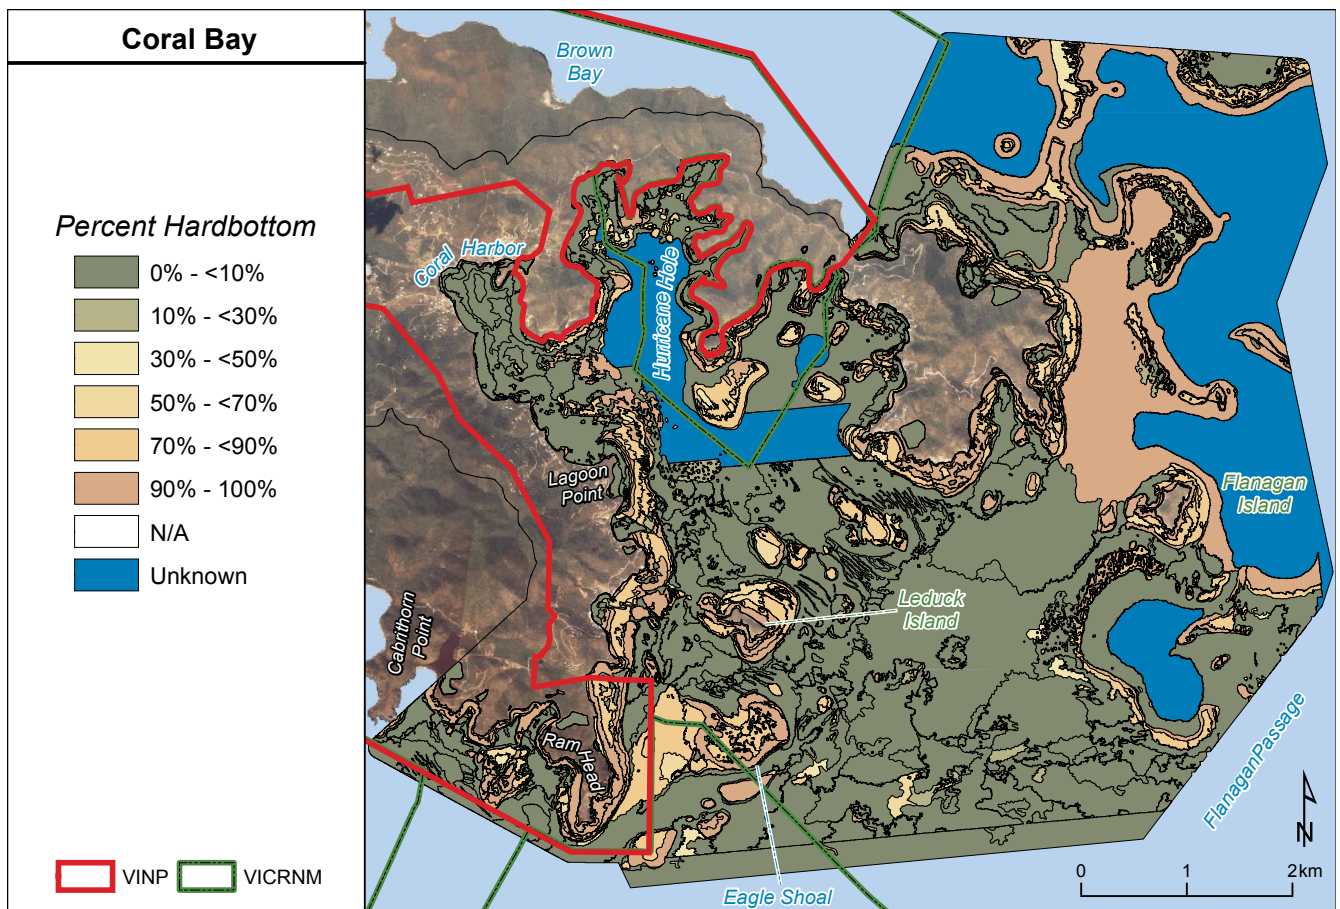 Coral Bay
Percent Hardbottom
0% - <10%
10% - <30%
30% - <50%
50% - <70%
70% - <90%
90% - 100%
N/A
Unknown
VINP
VICRNM
Brown
Bay
Coral Harbor
Hurricane Hole
Lagoon
Point
Flanagan
Island
Leduck
Island
Cabrithorn
Point
Ram Head
FlanaganPassage
Eagle Shoal
N
0 1 2 km